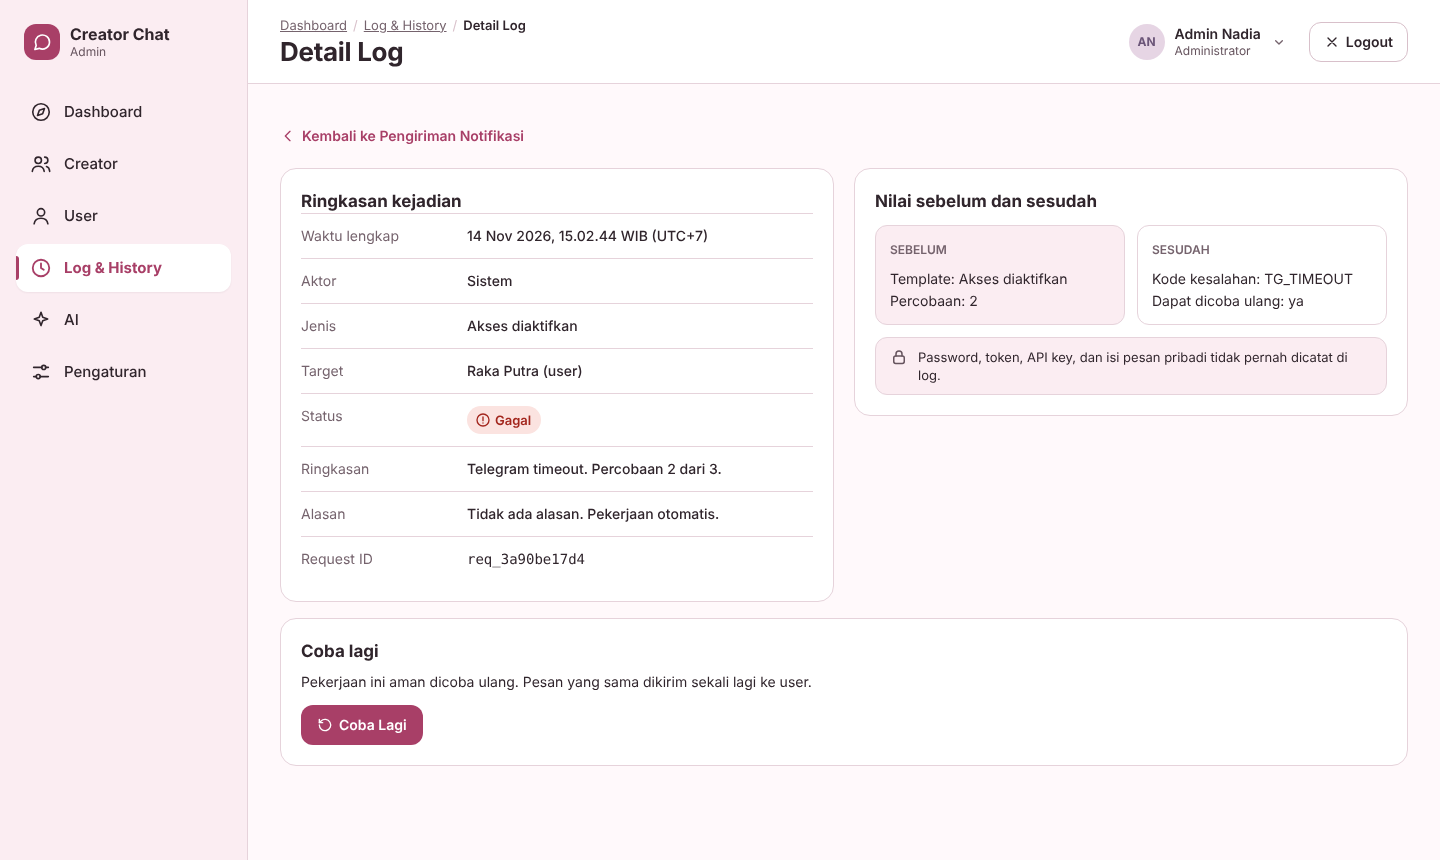 Creator Chat
Admin
Dashboard
Creator
User
Log & History
AI
Pengaturan
Dashboard / Log & History / Detail Log
Detail Log
AN
Admin Nadia
Administrator
Logout
Kembali ke Pengiriman Notifikasi
Ringkasan kejadian
Waktu lengkap 14 Nov 2026, 15.02.44 WIB (UTC+7)
Aktor Sistem
Jenis Akses diaktifkan
Target Raka Putra (user)
Status Gagal
Ringkasan Telegram timeout. Percobaan 2 dari 3.
Alasan Tidak ada alasan. Pekerjaan otomatis.
Request ID req_3a90be17d4
Nilai sebelum dan sesudah
SEBELUM
Template: Akses diaktifkan
Percobaan: 2
SESUDAH
Kode kesalahan: TG_TIMEOUT
Dapat dicoba ulang: ya
Password, token, API key, dan isi pesan pribadi tidak pernah dicatat di
log.
Coba lagi
Pekerjaan ini aman dicoba ulang. Pesan yang sama dikirim sekali lagi ke user.
Coba Lagi